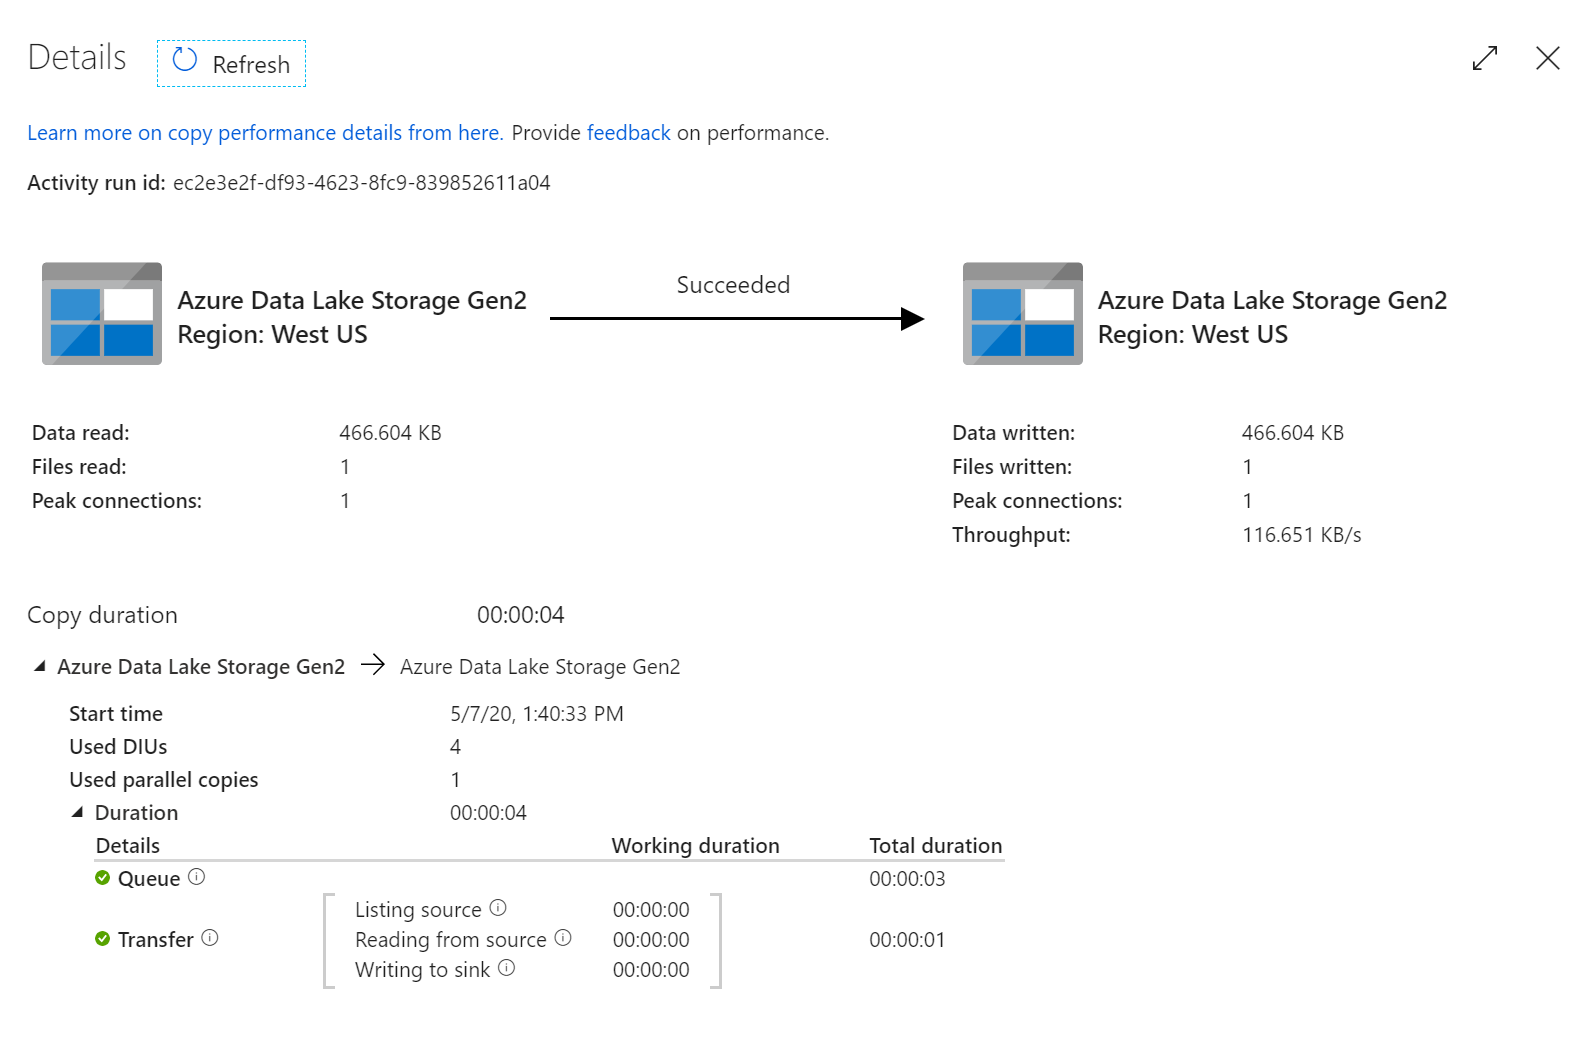 Details Refresh
Learn more on copy performance details from here. Provide feedback on performance.
Activity run id: ec2e3e2f-df93-4623-8fc9-839852611a04
Azure Data Lake Storage Gen2
Region: West US
Succeeded
Azure Data Lake Storage Gen2
Region: West US
Data read: 466.604 KB
Files read: 1
Peak connections: 1
Data written: 466.604 KB
Files written: 1
Peak connections: 1
Throughput: 116.651 KB/s
Copy duration 00:00:04
Azure Data Lake Storage Gen2 → Azure Data Lake Storage Gen2
Start time 5/7/20, 1:40:33 PM
Used DIUs 4
Used parallel copies 1
Duration 00:00:04
Details Working duration Total duration
Queue 00:00:03
Listing source 00:00:00
Transfer Reading from source 00:00:00 00:00:01
Writing to sink 00:00:00